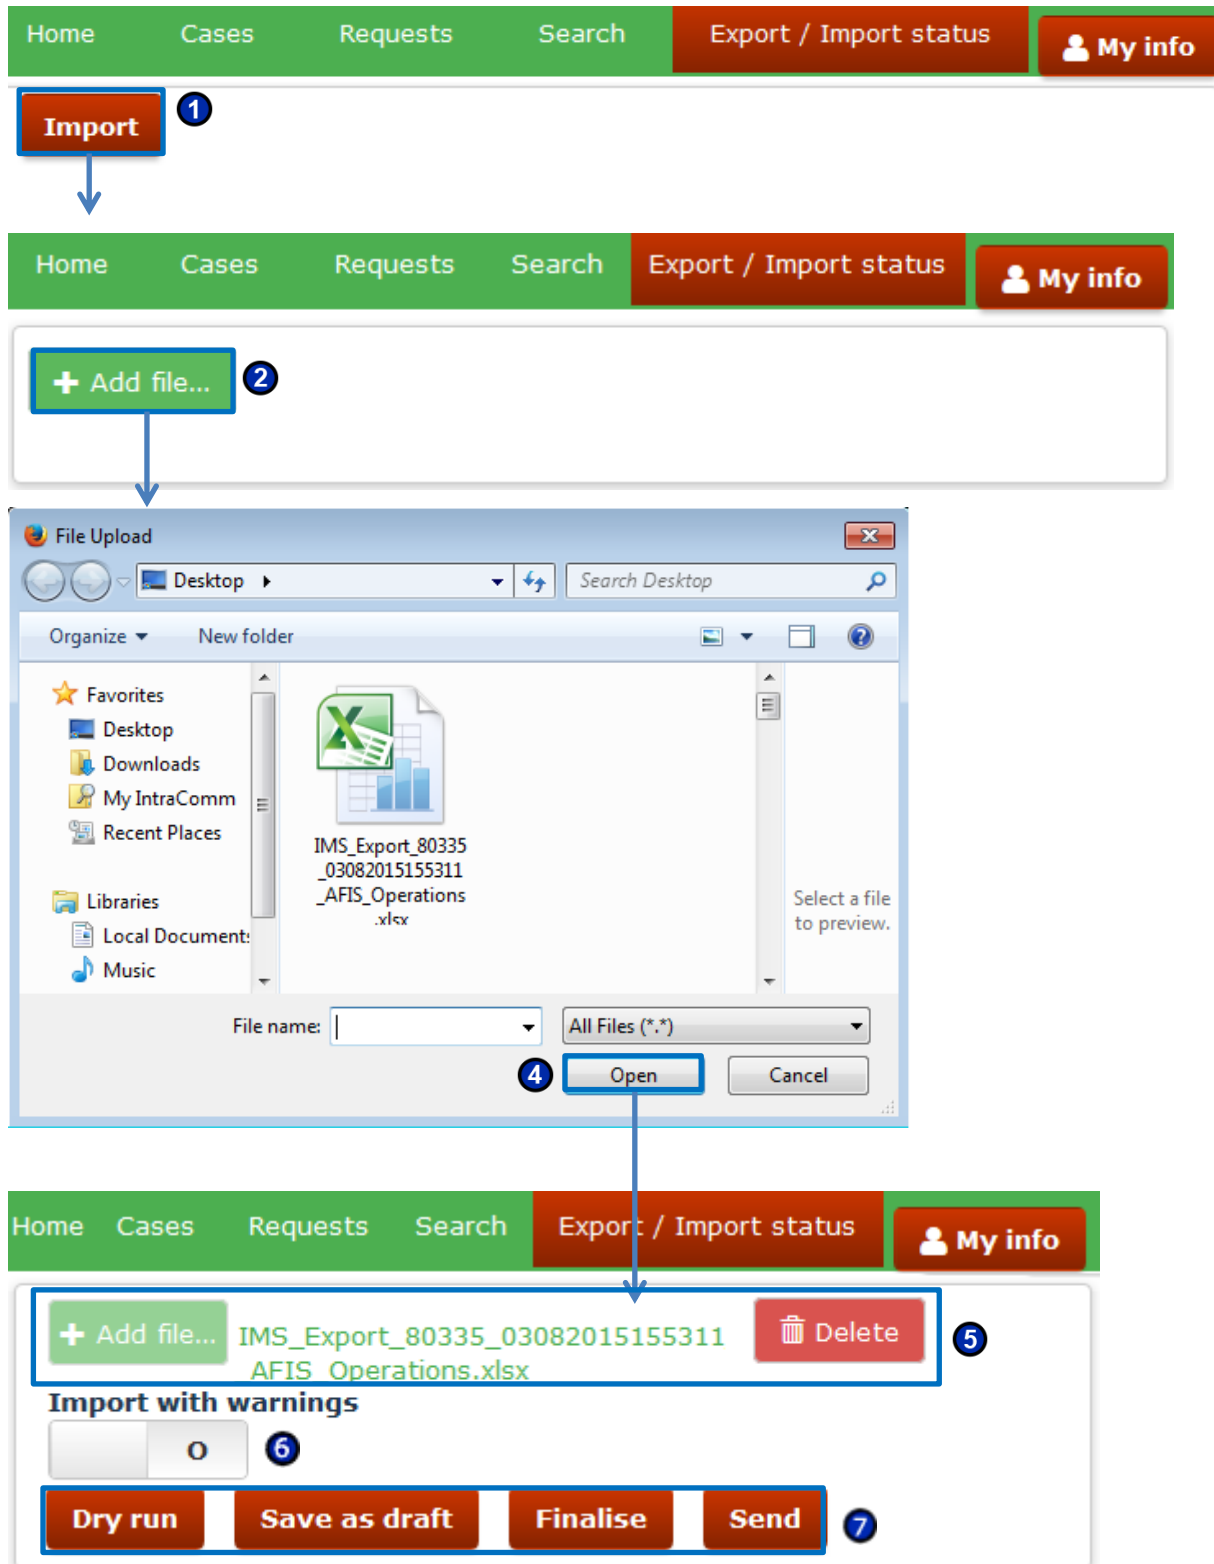 Home Cases Requests Search Export / Import status My info
Import 1
Home Cases Requests Search Export / Import status My info
+ Add file... 2
File Upload
Desktop Search Desktop
Organize New folder
Favorites
Desktop
Downloads
My IntraComm
Recent Places
Libraries
Local Document
Music
IMS_Export_80335
_03082015155311
_AFIS_Operations
.xlsx
Select a file
to preview.
File name: All Files (*.*)
4 Open Cancel
Home Cases Requests Search Export / Import status My info
+ Add file... IMS_Export_80335_03082015155311 Delete 5
AFIS_Operations.xlsx
Import with warnings
O 6
Dry run Save as draft Finalise Send 7